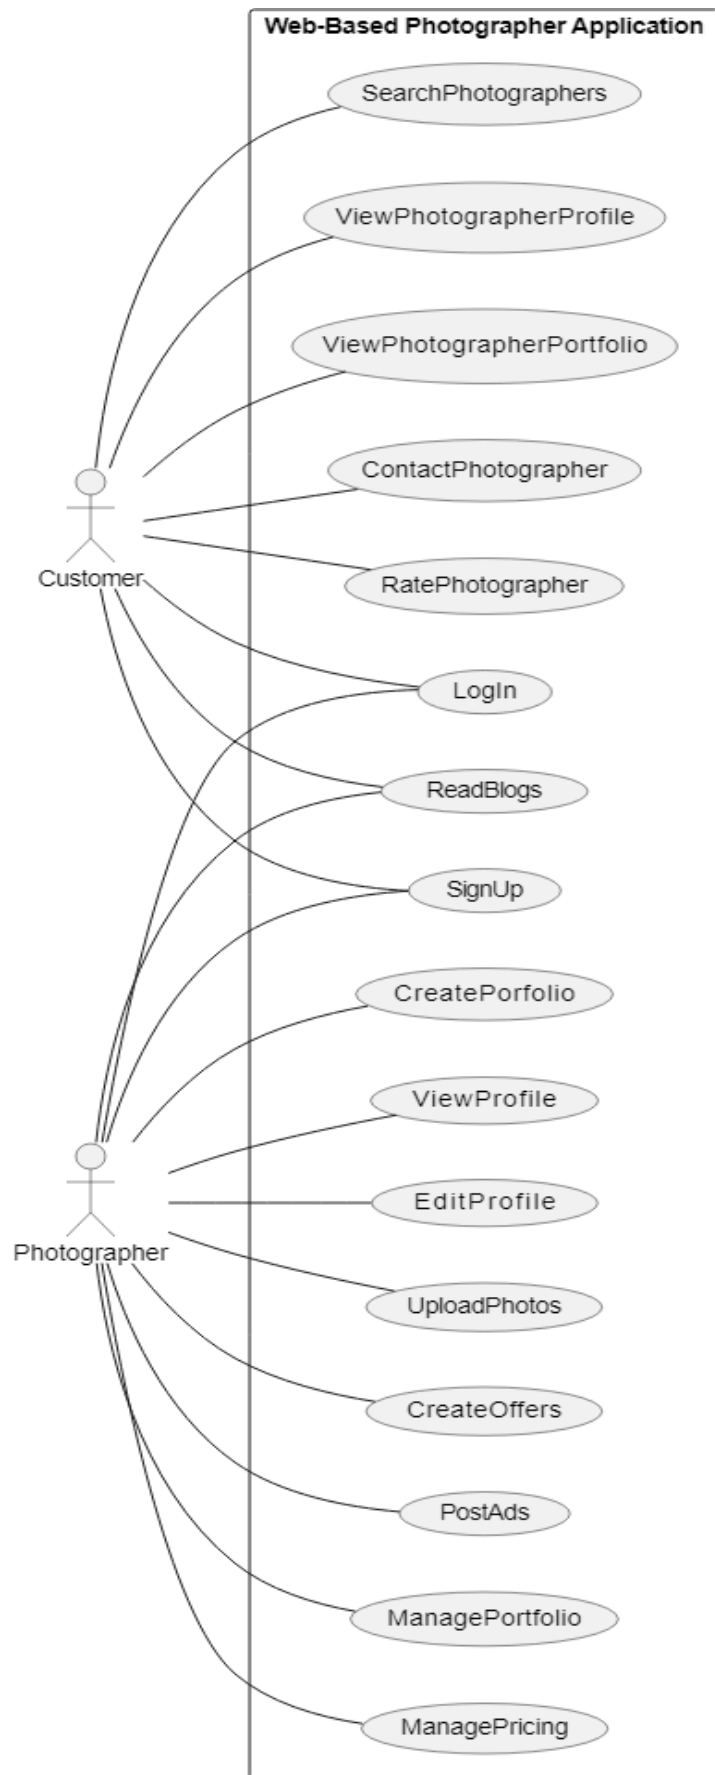 Web-Based Photographer Application
SearchPhotographers
ViewPhotographerProfile
ViewPhotographerPortfolio
ContactPhotographer
Customer
RatePhotographer
LogIn
ReadBlogs
SignUp
CreatePorfolio
ViewProfile
EditProfile
Photographer
UploadPhotos
CreateOffers
PostAds
ManagePortfolio
ManagePricing